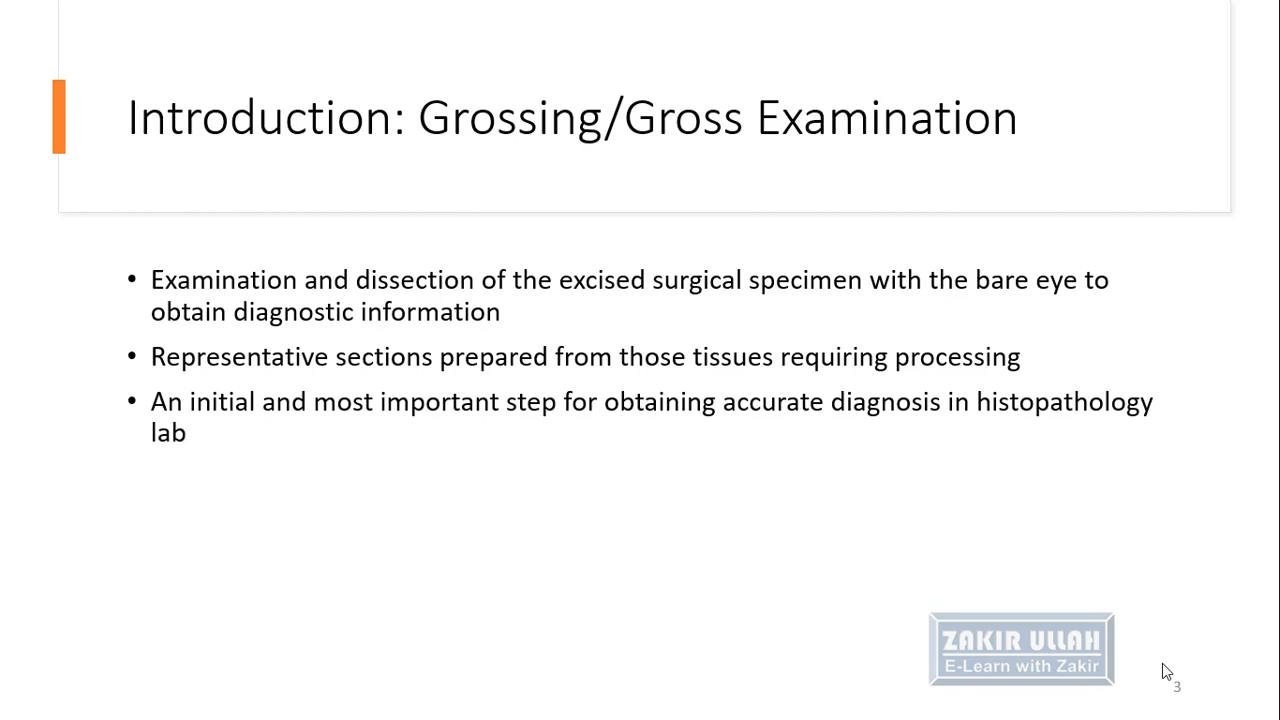 Introduction: Grossing/Gross Examination
• Examination and dissection of the excised surgical specimen with the bare eye to
obtain diagnostic information
• Representative sections prepared from those tissues requiring processing
• An initial and most important step for obtaining accurate diagnosis in histopathology
lab
ZAKIR ULLAH
E-Learn with Zakir
3